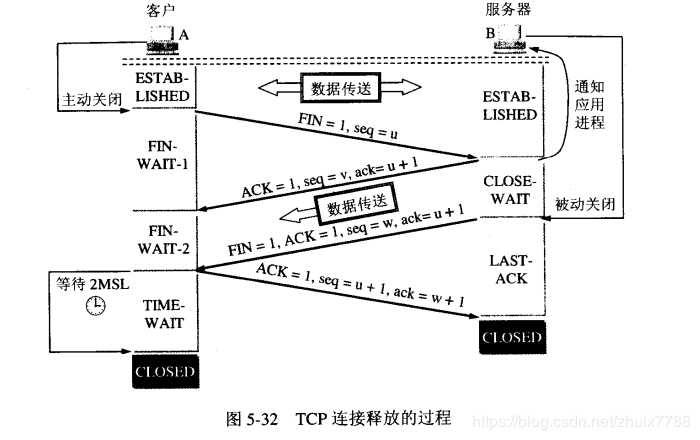 客户
服务器
A
B
ESTAB-
LISHED
数据传送
主动关闭
ESTAB-
LISHED
通知
应用
进程
FIN = 1, seq = u
FIN-
WAIT-1
ACK = 1, seq = v, ack= u + 1
CLOSE-
WAIT
数据传送
被动关闭
FIN-
WAIT-2
FIN = 1, ACK = 1, seq = w, ack= u + 1
LAST-
ACK
等待 2MSL
ACK = 1, seq = u + 1, ack = w + 1
TIME-
WAIT
CLOSED
CLOSED
图 5-32 TCP 连接释放的过程
https://blog.csdn.net/zhuix7788